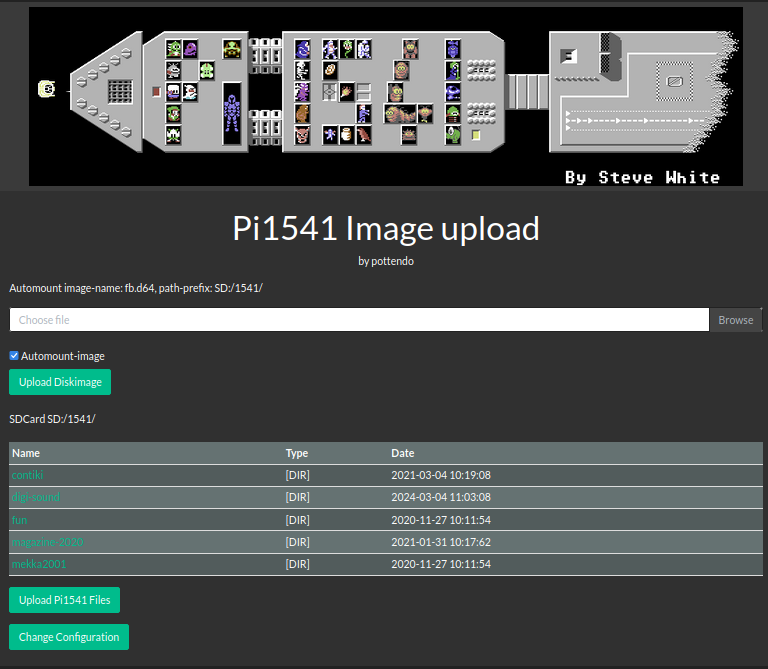 By Steve White
Pi1541 Image upload
by pottendo
Automount image-name: fb.d64, path-prefix: SD:/1541/
Choose file Browse
Automount-image
Upload Diskimage
SDCard SD:/1541/
Name Type Date
contiki [DIR] 2021-03-04 10:19:08
digi-sound [DIR] 2024-03-04 11:03:08
fun [DIR] 2020-11-27 10:11:54
magazine-2020 [DIR] 2021-01-31 10:17:62
mekka2001 [DIR] 2020-11-27 10:11:54
Upload Pi1541 Files
Change Configuration